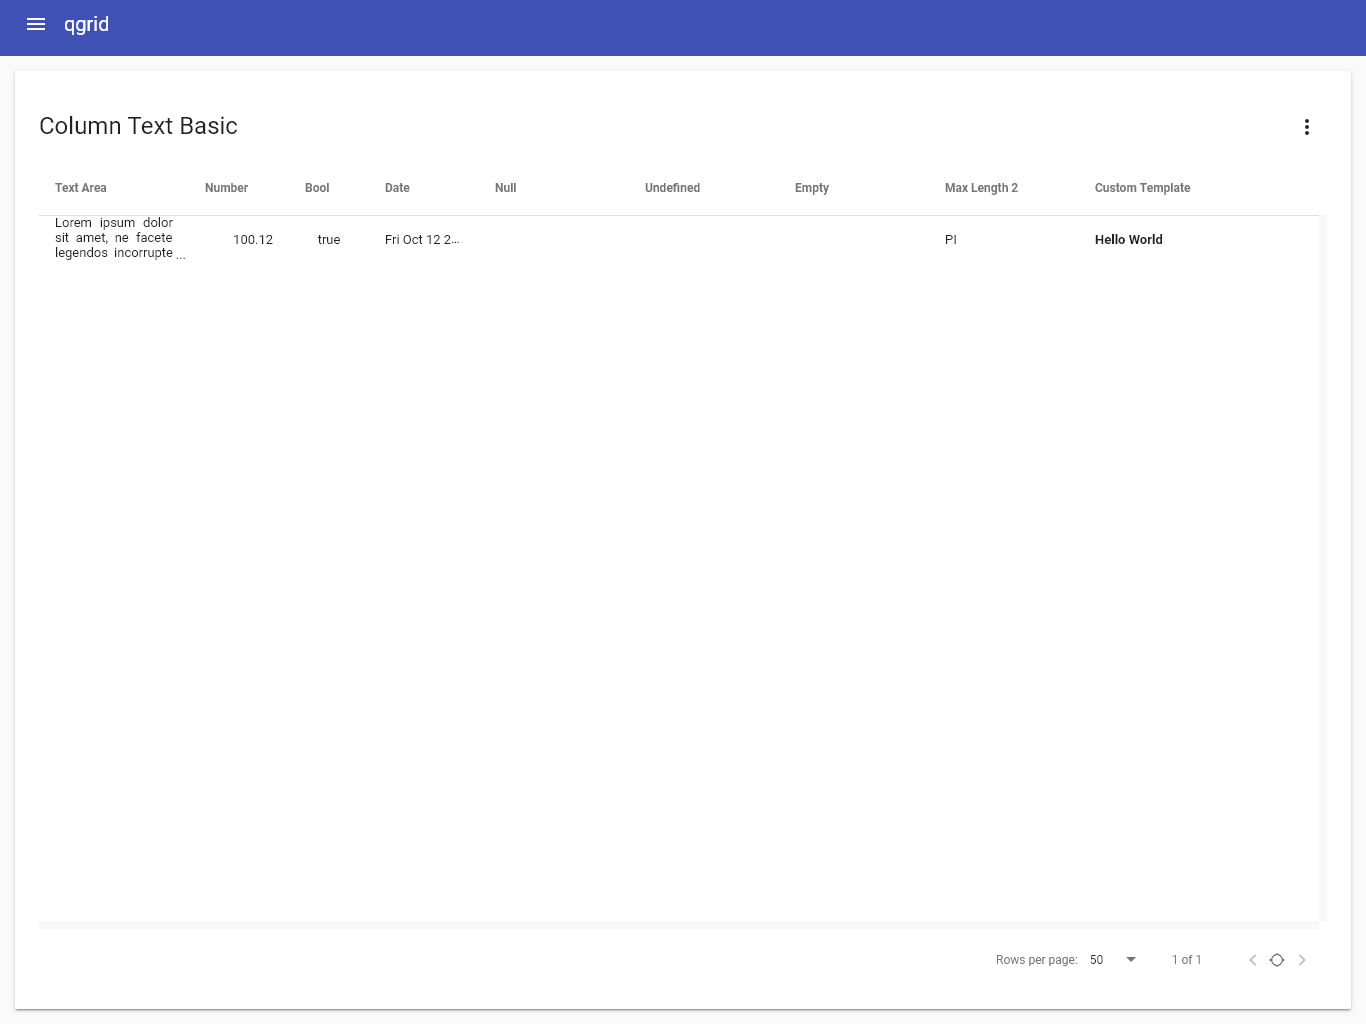 qgrid
Column Text Basic
Text Area Number Bool Date Null Undefined Empty Max Length 2 Custom Template
Lorem ipsum dolor
sit amet, ne facete
legendos incorrupte ...
100.12 true Fri Oct 12 2... PI Hello World
Rows per page: 50 1 of 1